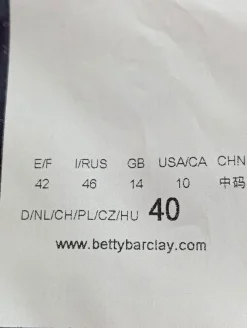 E/F I/RUS GB USA/CA CHN
42 46 14 10 中码
D/NL/CH/PL/CZ/HU 40
www.bettybarclay.com